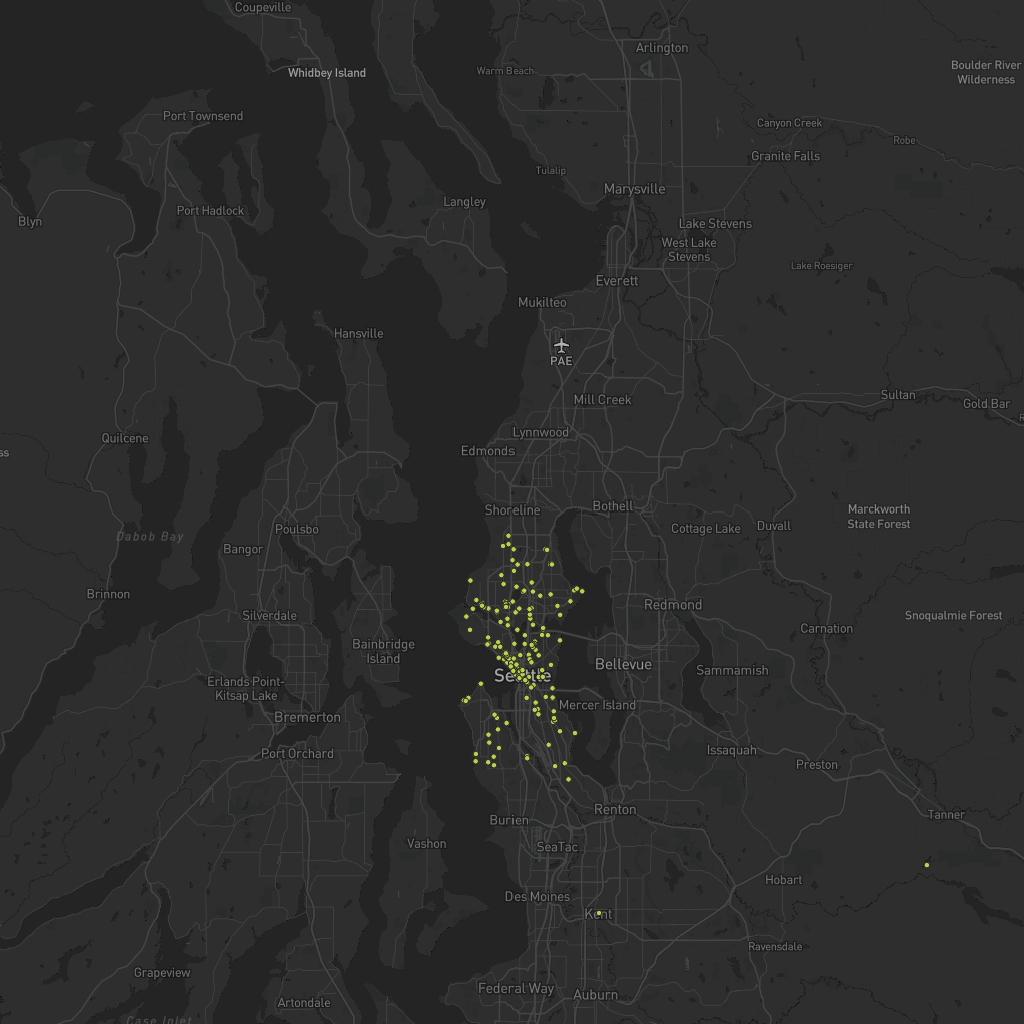 Coupeville
Arlington
Whidbey Island
Warm Beach
Boulder River
Wilderness
Port Townsend
Canyon Creek
Robe
Granite Falls
Tulalip
Marysville
Langley
Port Hadlock
Blyn
Lake Stevens
West Lake
Stevens
Lake Roesiger
Everett
Mukilteo
Hansville
PAE
Sultan
Mill Creek
Gold Bar
Lynnwood
Quilcene
Edmonds
Bothell
Shoreline
Marckworth
State Forest
Poulsbo
Cottage Lake
Duvall
Dabob Bay
Bangor
Brinnon
Redmond
Silverdale
Snoqualmie Forest
Carnation
Bainbridge
Island
Bellevue
Sammamish
Seattle
Erlands Point-
Kitsap Lake
Mercer Island
Bremerton
Port Orchard
Issaquah
Preston
Renton
Tanner
Burien
Vashon
SeaTac
Hobart
Des Moines
Kent
Ravensdale
Grapeview
Federal Way
Auburn
Artondale
Case Inlet